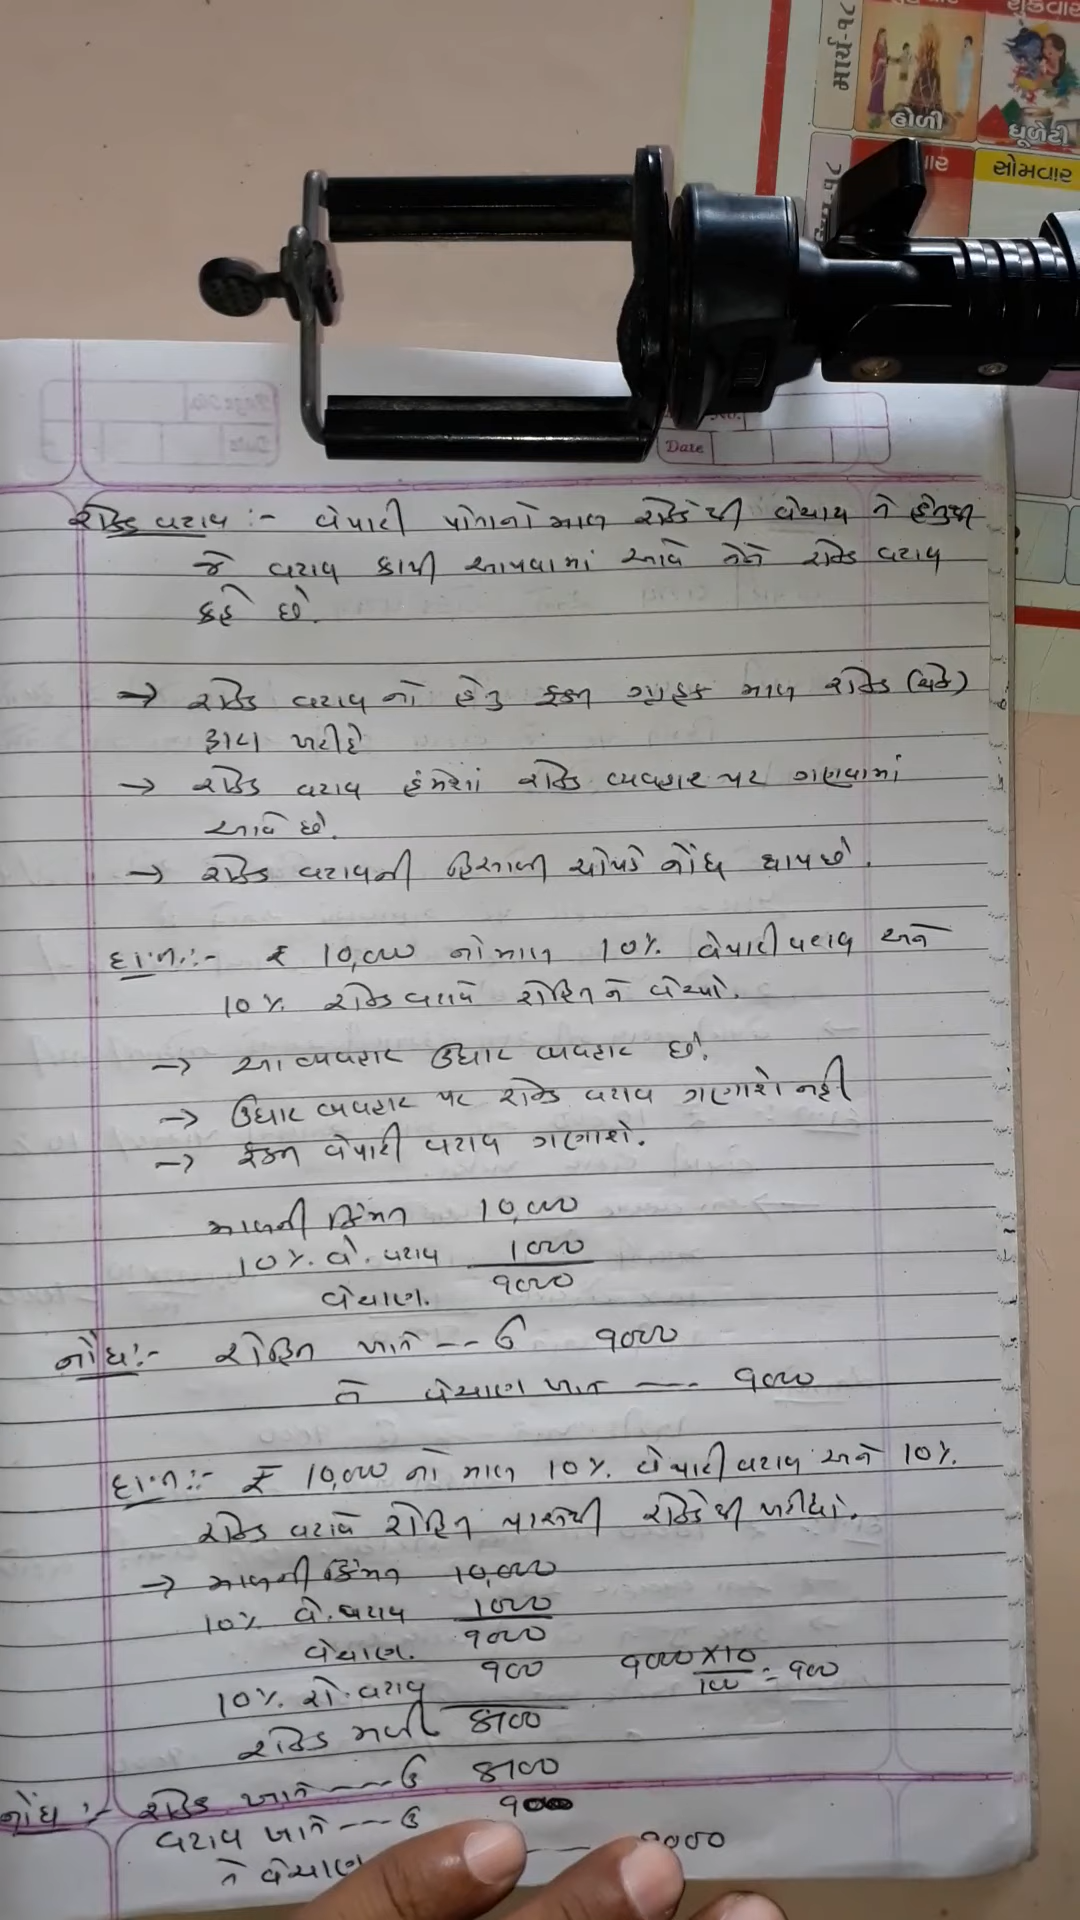 માર્ચ-૧૮
શુક્રવાર
હોળી
ધૂળેટી
સોમવાર
Date
રોકડ વટાવ :- વેપારી પોતાનો માલ રોકડેથી વેચાય તે હેતુથી
જે વટાવ કાપી આપવામાં આવે તેને રોકડ વટાવ
કહે છે.
→ રોકડ વટાવ નો હેતુ ફક્ત ગ્રાહક માલ રોકડ (ચેક)
દ્વારા ખરીદે
→ રોકડ વટાવ હંમેશાં રોકડ વ્યવહાર પર ગણવામાં
આવે છે.
→ રોકડ વટાવની હિસાબી ચોપડે નોંધ થાય છે.
દા.ત.:- ₹ 10,000 નો માલ 10% વેપારી વટાવ અને
10% રોકડ વટાવે રોહિત ને વેચ્યો.
→ આ વ્યવહાર ઉધાર વ્યવહાર છે.
→ ઉધાર વ્યવહાર પર રોકડ વટાવ ગણાશે નહી
→ ફક્ત વેપારી વટાવ ગણાશે.
માલની કિંમત 10,000
10% વે. વટાવ 1000
વેચાણ. 9000
નોંધ:- રોહિત ખાતે -- ઉ 9000
તે વેચાણ ખાતે --- 9000
દા.ત.:- ₹ 10,000 નો માલ 10% વેપારી વટાવ અને 10%
રોકડ વટાવે રોહિત પાસેથી રોકડેથી ખરીદ્યો.
→ માલની કિંમત 10,000
10% વે. વટાવ 1000
વેચાણ. 9000
10% રો. વટાવ 900 9000 X 10 / 100 = 900
રોકડ મળી 8100
નોંધ :- રોકડ ખાતે --- ઉ 8100
વટાવ ખાતે --- ઉ 900
તે વેચાણ --- 9000